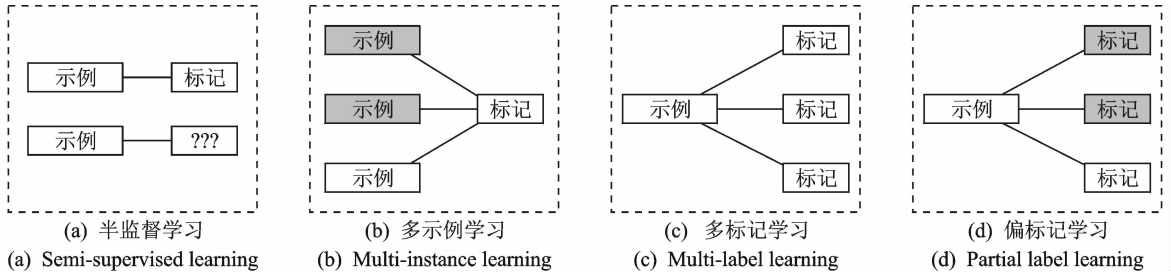 示例 标记
示例 ???
(a) 半监督学习
(a) Semi-supervised learning
示例
示例 标记
示例
(b) 多示例学习
(b) Multi-instance learning
标记
示例 标记
标记
(c) 多标记学习
(c) Multi-label learning
标记
示例 标记
标记
(d) 偏标记学习
(d) Partial label learning